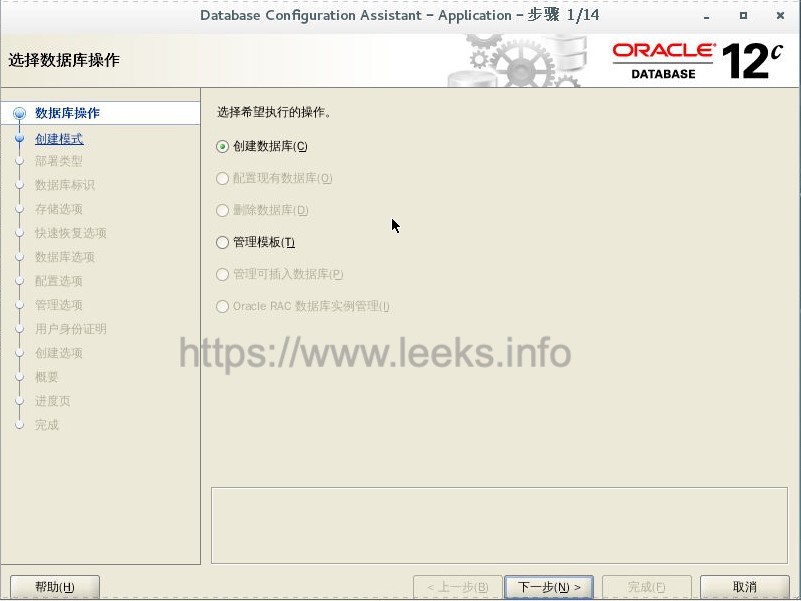 Database Configuration Assistant - Application - 步骤 1/14
选择数据库操作
ORACLE
DATABASE
12c
数据库操作
创建模式
部署类型
数据库标识
存储选项
快速恢复选项
数据库选项
配置选项
管理选项
用户身份证明
创建选项
概要
进度页
完成
选择希望执行的操作。
创建数据库(C)
配置现有数据库(O)
删除数据库(D)
管理模板(T)
管理可插入数据库(P)
Oracle RAC 数据库实例管理(I)
https://www.leeks.info
帮助(H)
< 上一步(B)
下一步(N) >
完成(F)
取消